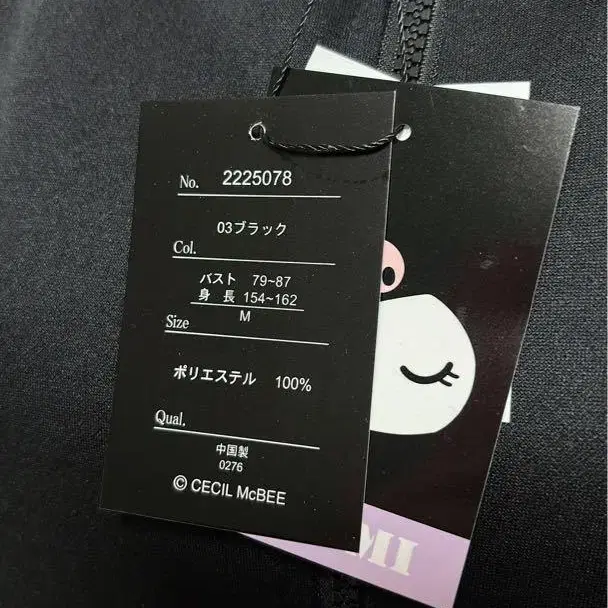 No. 2225078
03ブラック
Col.
バスト 79~87
身 長 154~162
M
Size
ポリエステル 100%
Qual.
中国製
0276
© CECIL McBEE
MI